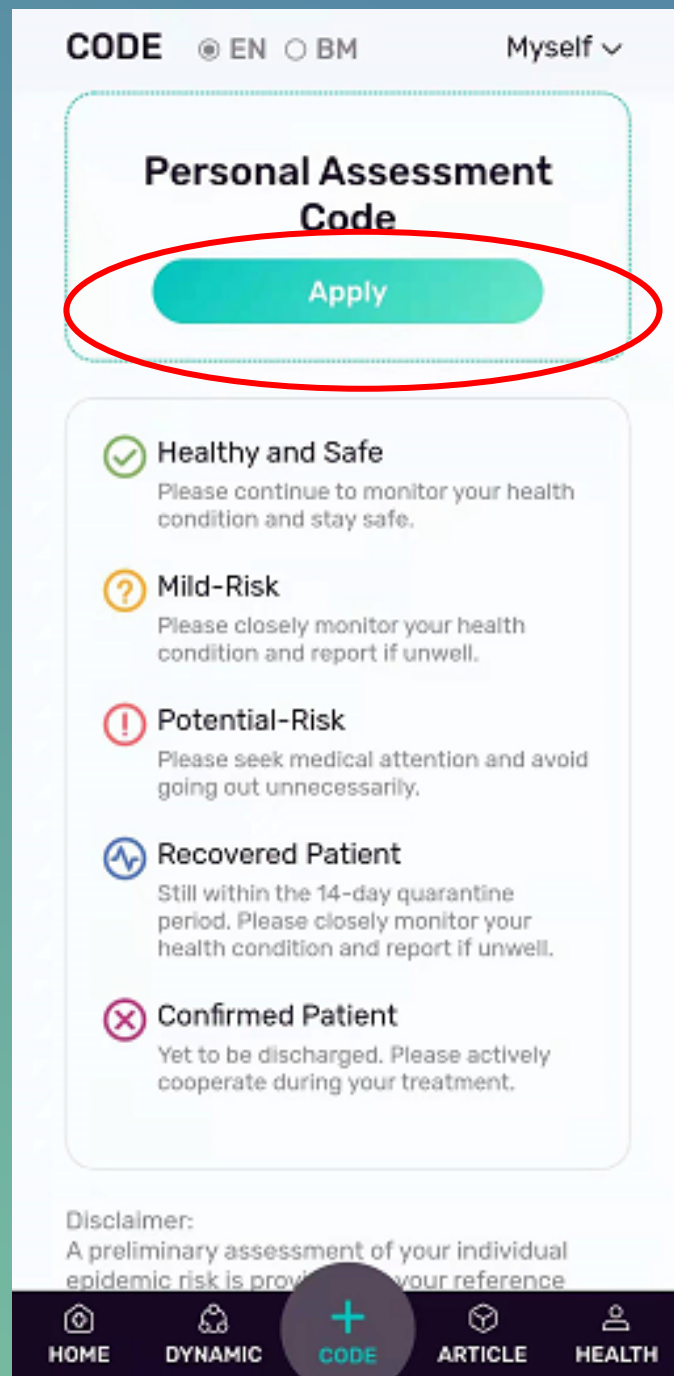 CODE EN BM Myself
Personal Assessment
Code
Apply
Healthy and Safe
Please continue to monitor your health
condition and stay safe.
Mild-Risk
Please closely monitor your health
condition and report if unwell.
Potential-Risk
Please seek medical attention and avoid
going out unnecessarily.
Recovered Patient
Still within the 14-day quarantine
period. Please closely monitor your
health condition and report if unwell.
Confirmed Patient
Yet to be discharged. Please actively
cooperate during your treatment.
Disclaimer:
A preliminary assessment of your individual
epidemic risk is your reference
HOME DYNAMIC CODE ARTICLE HEALTH